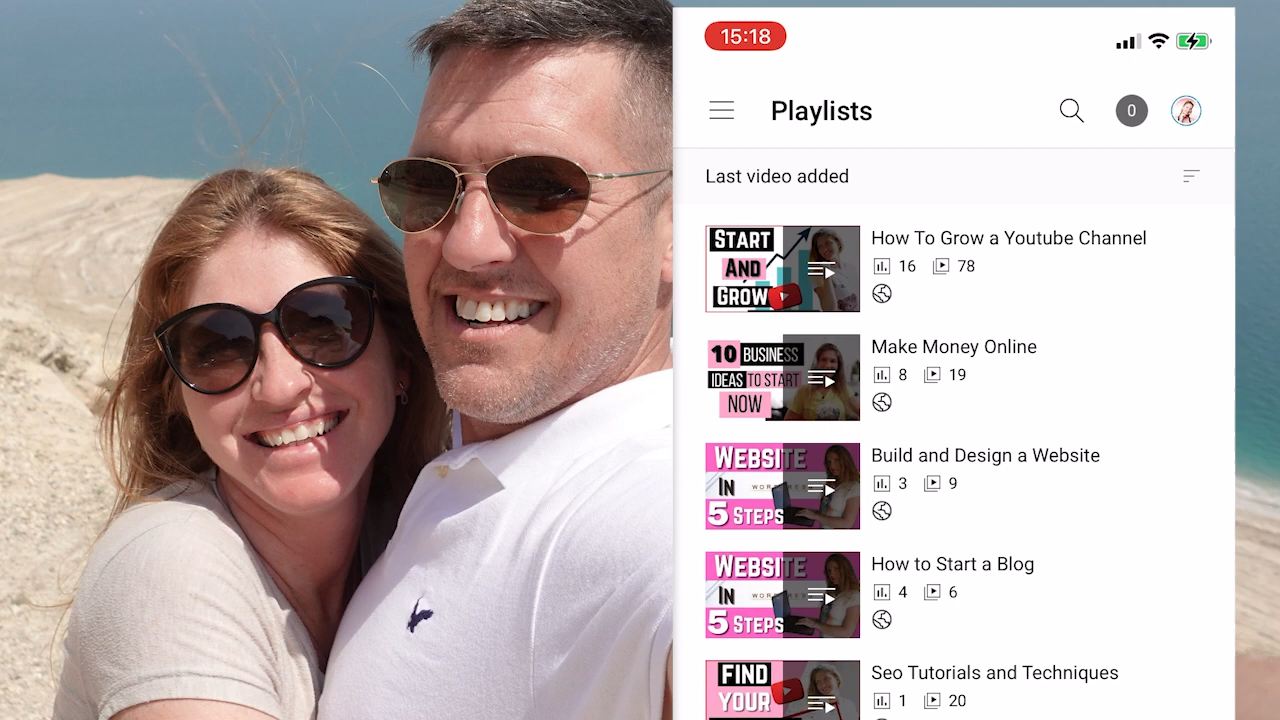 15:18
Playlists
0
Last video added
START
AND
GROW
How To Grow a Youtube Channel
16 78
10 BUSINESS
IDEAS TO START
NOW
Make Money Online
8 19
WEBSITE
IN
5 STEPS
Build and Design a Website
3 9
WEBSITE
IN
5 STEPS
How to Start a Blog
4 6
FIND
YOUR
Seo Tutorials and Techniques
1 20